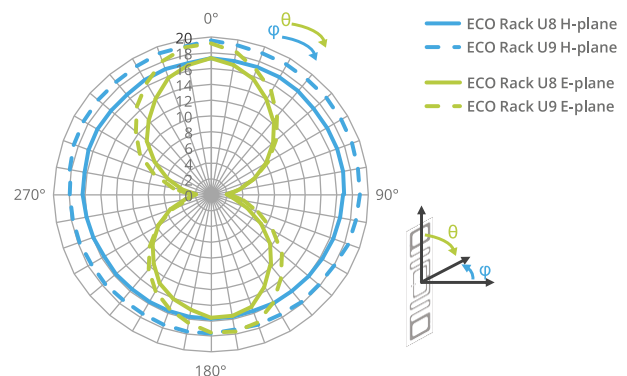 0°
θ
φ
20
18
16
14
12
10
8
6
4
2
0
270°
90°
180°
ECO Rack U8 H-plane
ECO Rack U9 H-plane
ECO Rack U8 E-plane
ECO Rack U9 E-plane
θ
φ